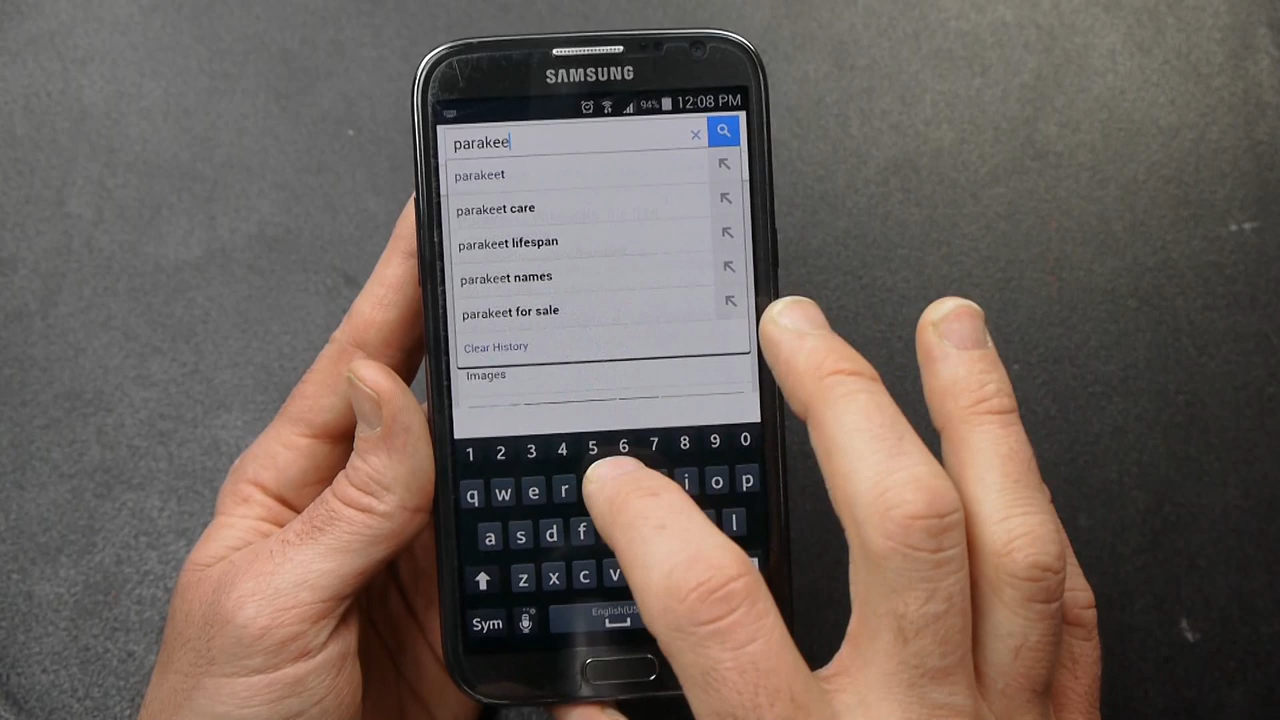 SAMSUNG
94% 12:08 PM
parakee
parakeet
parakeet care
parakeet lifespan
parakeet names
parakeet for sale
Clear History
Images
1 2 3 4 5 6 7 8 9 0
q w e r i o p
a s d f l
z x c v
Sym English(US